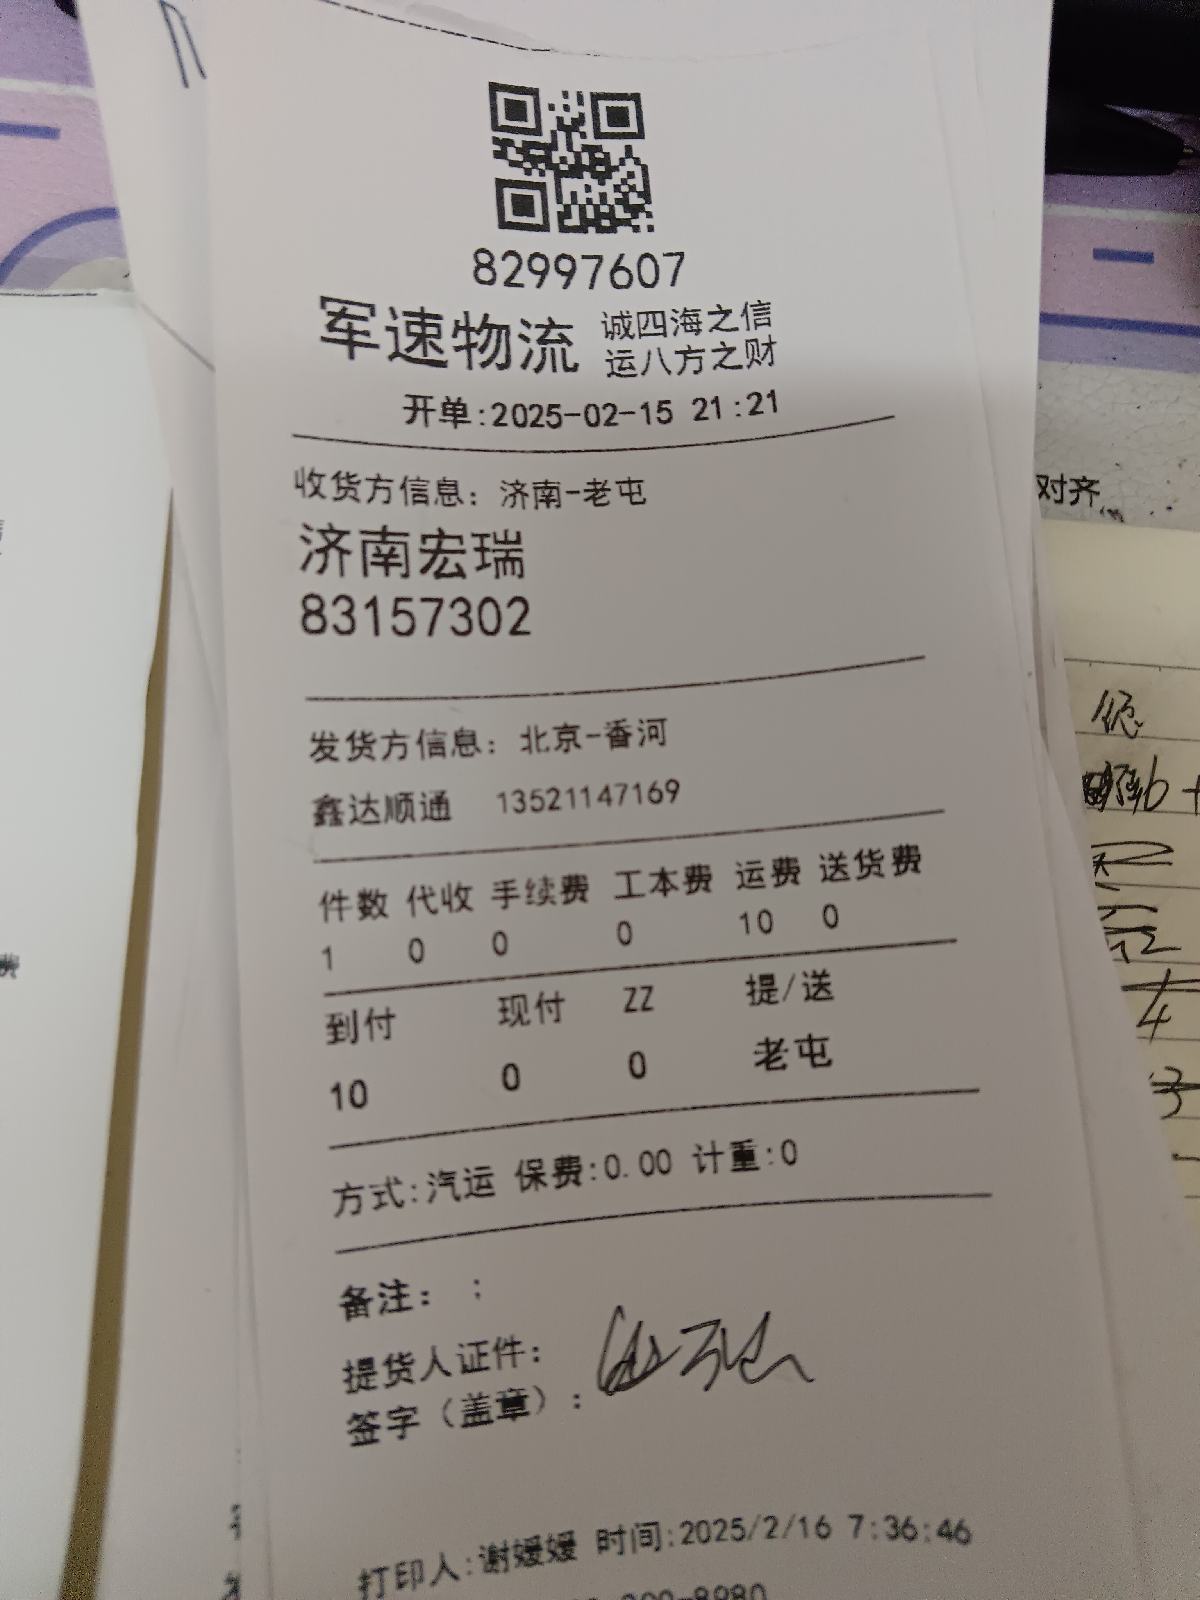 82997607
军速物流 诚四海之信
运八方之财
开单:2025-02-15 21:21
收货方信息: 济南-老屯
济南宏瑞
83157302
发货方信息: 北京-香河
鑫达顺通 13521147169
件数 代收 手续费 工本费 运费 送货费
1 0 0 0 10 0
到付 现付 ZZ 提/送
10 0 0 老屯
方式:汽运 保费:0.00 计重:0
备注: ;
提货人证件:
签字（盖章）:
打印人:谢媛媛 时间:2025/2/16 7:36:46
-8980
对齐
费